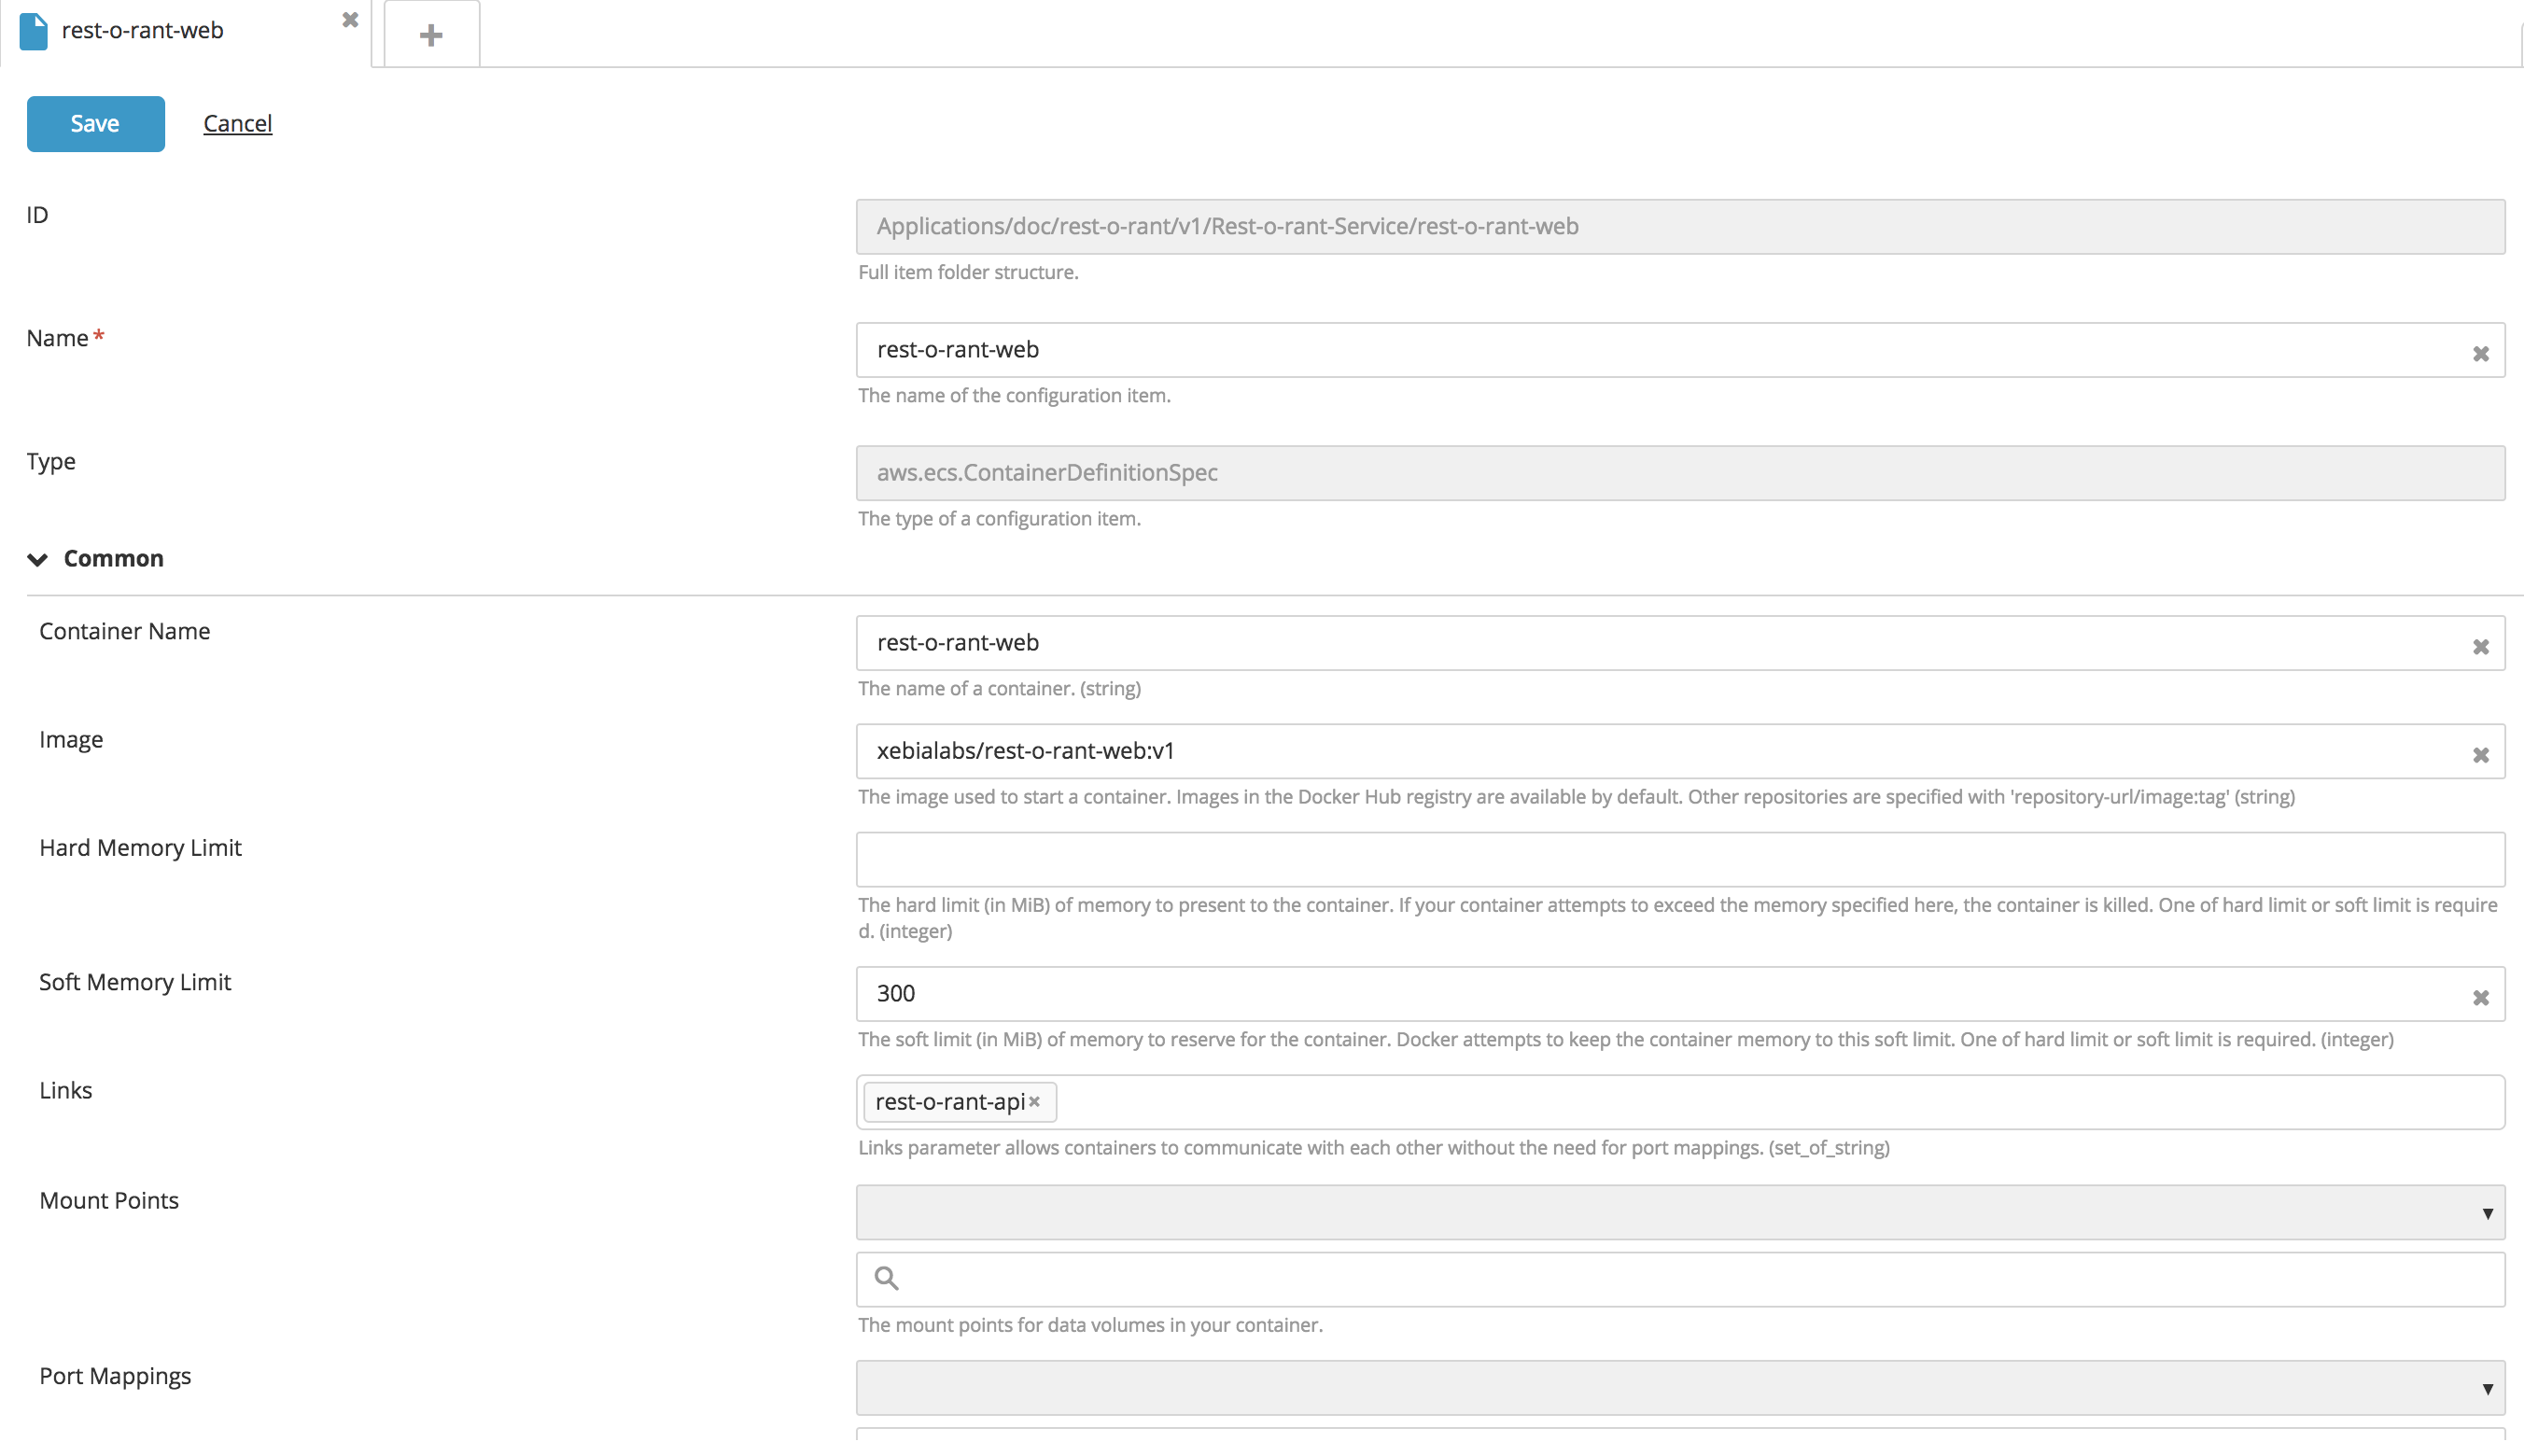 rest-o-rant-web
Save Cancel
ID
Applications/doc/rest-o-rant/v1/Rest-o-rant-Service/rest-o-rant-web
Full item folder structure.
Name *
rest-o-rant-web
The name of the configuration item.
Type
aws.ecs.ContainerDefinitionSpec
The type of a configuration item.
Common
Container Name
rest-o-rant-web
The name of a container. (string)
Image
xebialabs/rest-o-rant-web:v1
The image used to start a container. Images in the Docker Hub registry are available by default. Other repositories are specified with 'repository-url/image:tag' (string)
Hard Memory Limit
The hard limit (in MiB) of memory to present to the container. If your container attempts to exceed the memory specified here, the container is killed. One of hard limit or soft limit is require
d. (integer)
Soft Memory Limit
300
The soft limit (in MiB) of memory to reserve for the container. Docker attempts to keep the container memory to this soft limit. One of hard limit or soft limit is required. (integer)
Links
rest-o-rant-api
Links parameter allows containers to communicate with each other without the need for port mappings. (set_of_string)
Mount Points
The mount points for data volumes in your container.
Port Mappings